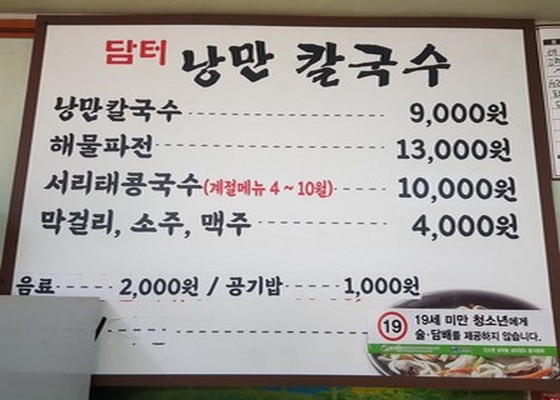 담터 낭만 칼국수
낭만칼국수 9,000원
해물파전 13,000원
서리태콩국수(계절메뉴 4 ~ 10월) 10,000원
막걸리, 소주, 맥주 4,000원
음료 2,000원 / 공기밥 1,000원
19 19세 미만 청소년에게
술·담배를 제공하지 않습니다.